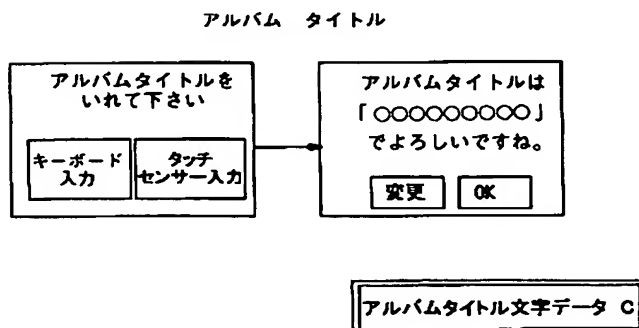 アルバム タイトル
アルバムタイトルを
いれて下さい
キーボード
入力
タッチ
センサー入力
アルバムタイトルは
「○○○○○○○○○」
でよろしいですね。
変更
OK
アルバムタイトル文字データ C